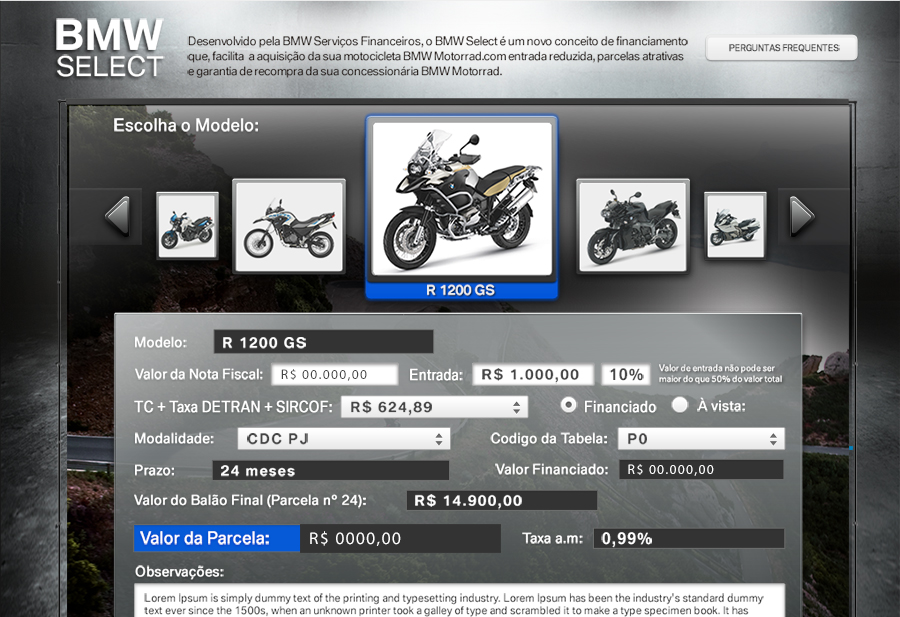 BMW
SELECT
Desenvolvido pela BMW Serviços Financeiros, o BMW Select é um novo conceito de financiamento
que, facilita a aquisição da sua motocicleta BMW Motorrad.com entrada reduzida, parcelas atrativas
e garantia de recompra da sua concessionária BMW Motorrad.
PERGUNTAS FREQUENTES
Escolha o Modelo:
R 1200 GS
Modelo: R 1200 GS
Valor da Nota Fiscal: R$ 00.000,00 Entrada: R$ 1.000,00 10% Valor de entrada não pode ser
maior do que 50% do valor total
TC + Taxa DETRAN + SIRCOF: R$ 624,89 Financiado À vista:
Modalidade: CDC PJ Codigo da Tabela: P0
Prazo: 24 meses Valor Financiado: R$ 00.000,00
Valor do Balão Final (Parcela nº 24): R$ 14.900,00
Valor da Parcela: R$ 0000,00 Taxa a.m: 0,99%
Observações:
Lorem Ipsum is simply dummy text of the printing and typesetting industry. Lorem Ipsum has been the industry's standard dummy
text ever since the 1500s, when an unknown printer took a galley of type and scrambled it to make a type specimen book. It has